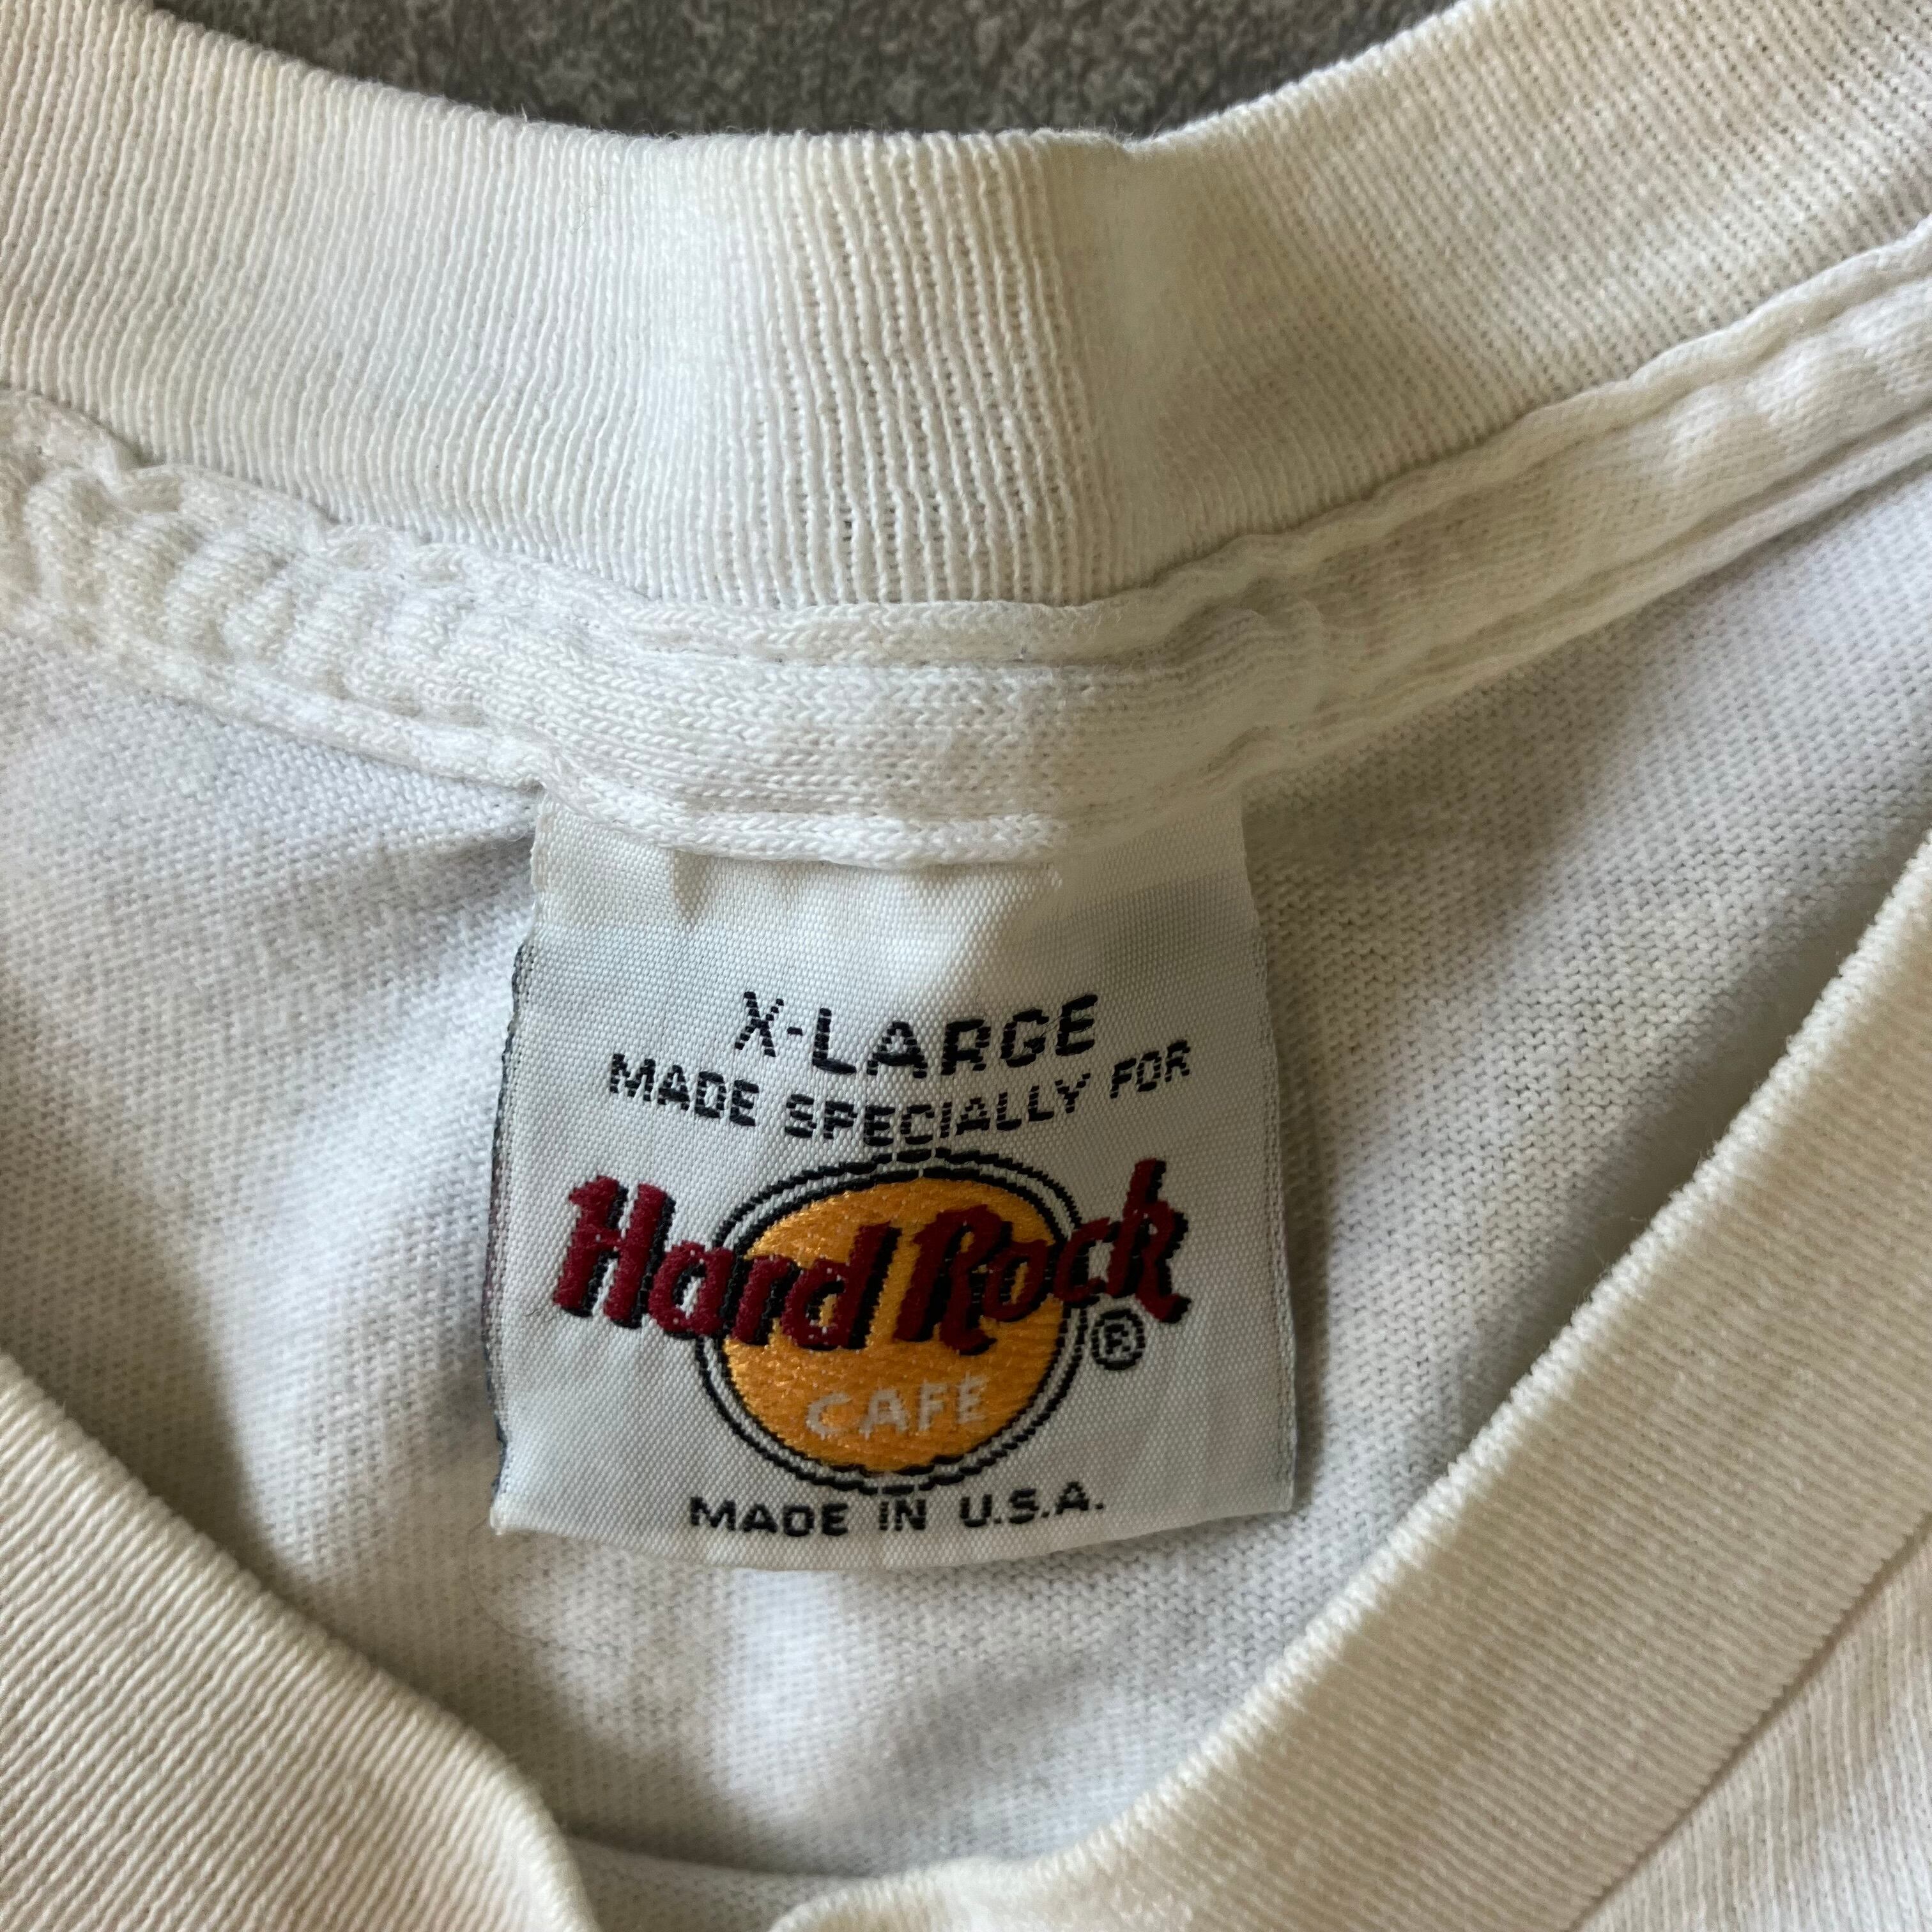 X-LARGE
MADE SPECIALLY FOR
Hard Rock
CAFE ®
MADE IN U.S.A.